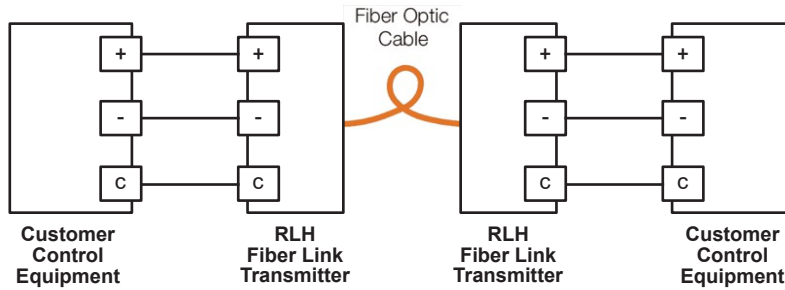 Fiber Optic
Cable
+ + + +
- - - -
C C C C
Customer
Control
Equipment
RLH
Fiber Link
Transmitter
RLH
Fiber Link
Transmitter
Customer
Control
Equipment